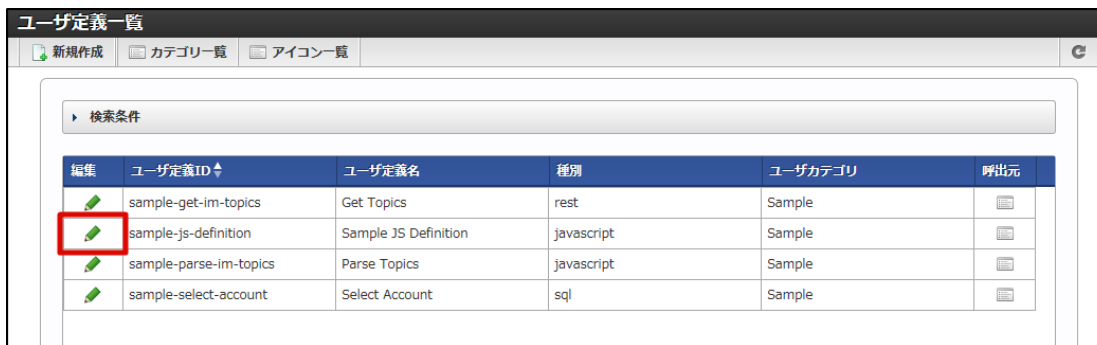 ユーザ定義一覧
新規作成 カテゴリ一覧 アイコン一覧
検索条件
編集 ユーザ定義ID ユーザ定義名 種別 ユーザカテゴリ 呼出元
sample-get-im-topics Get Topics rest Sample
sample-js-definition Sample JS Definition javascript Sample
sample-parse-im-topics Parse Topics javascript Sample
sample-select-account Select Account sql Sample